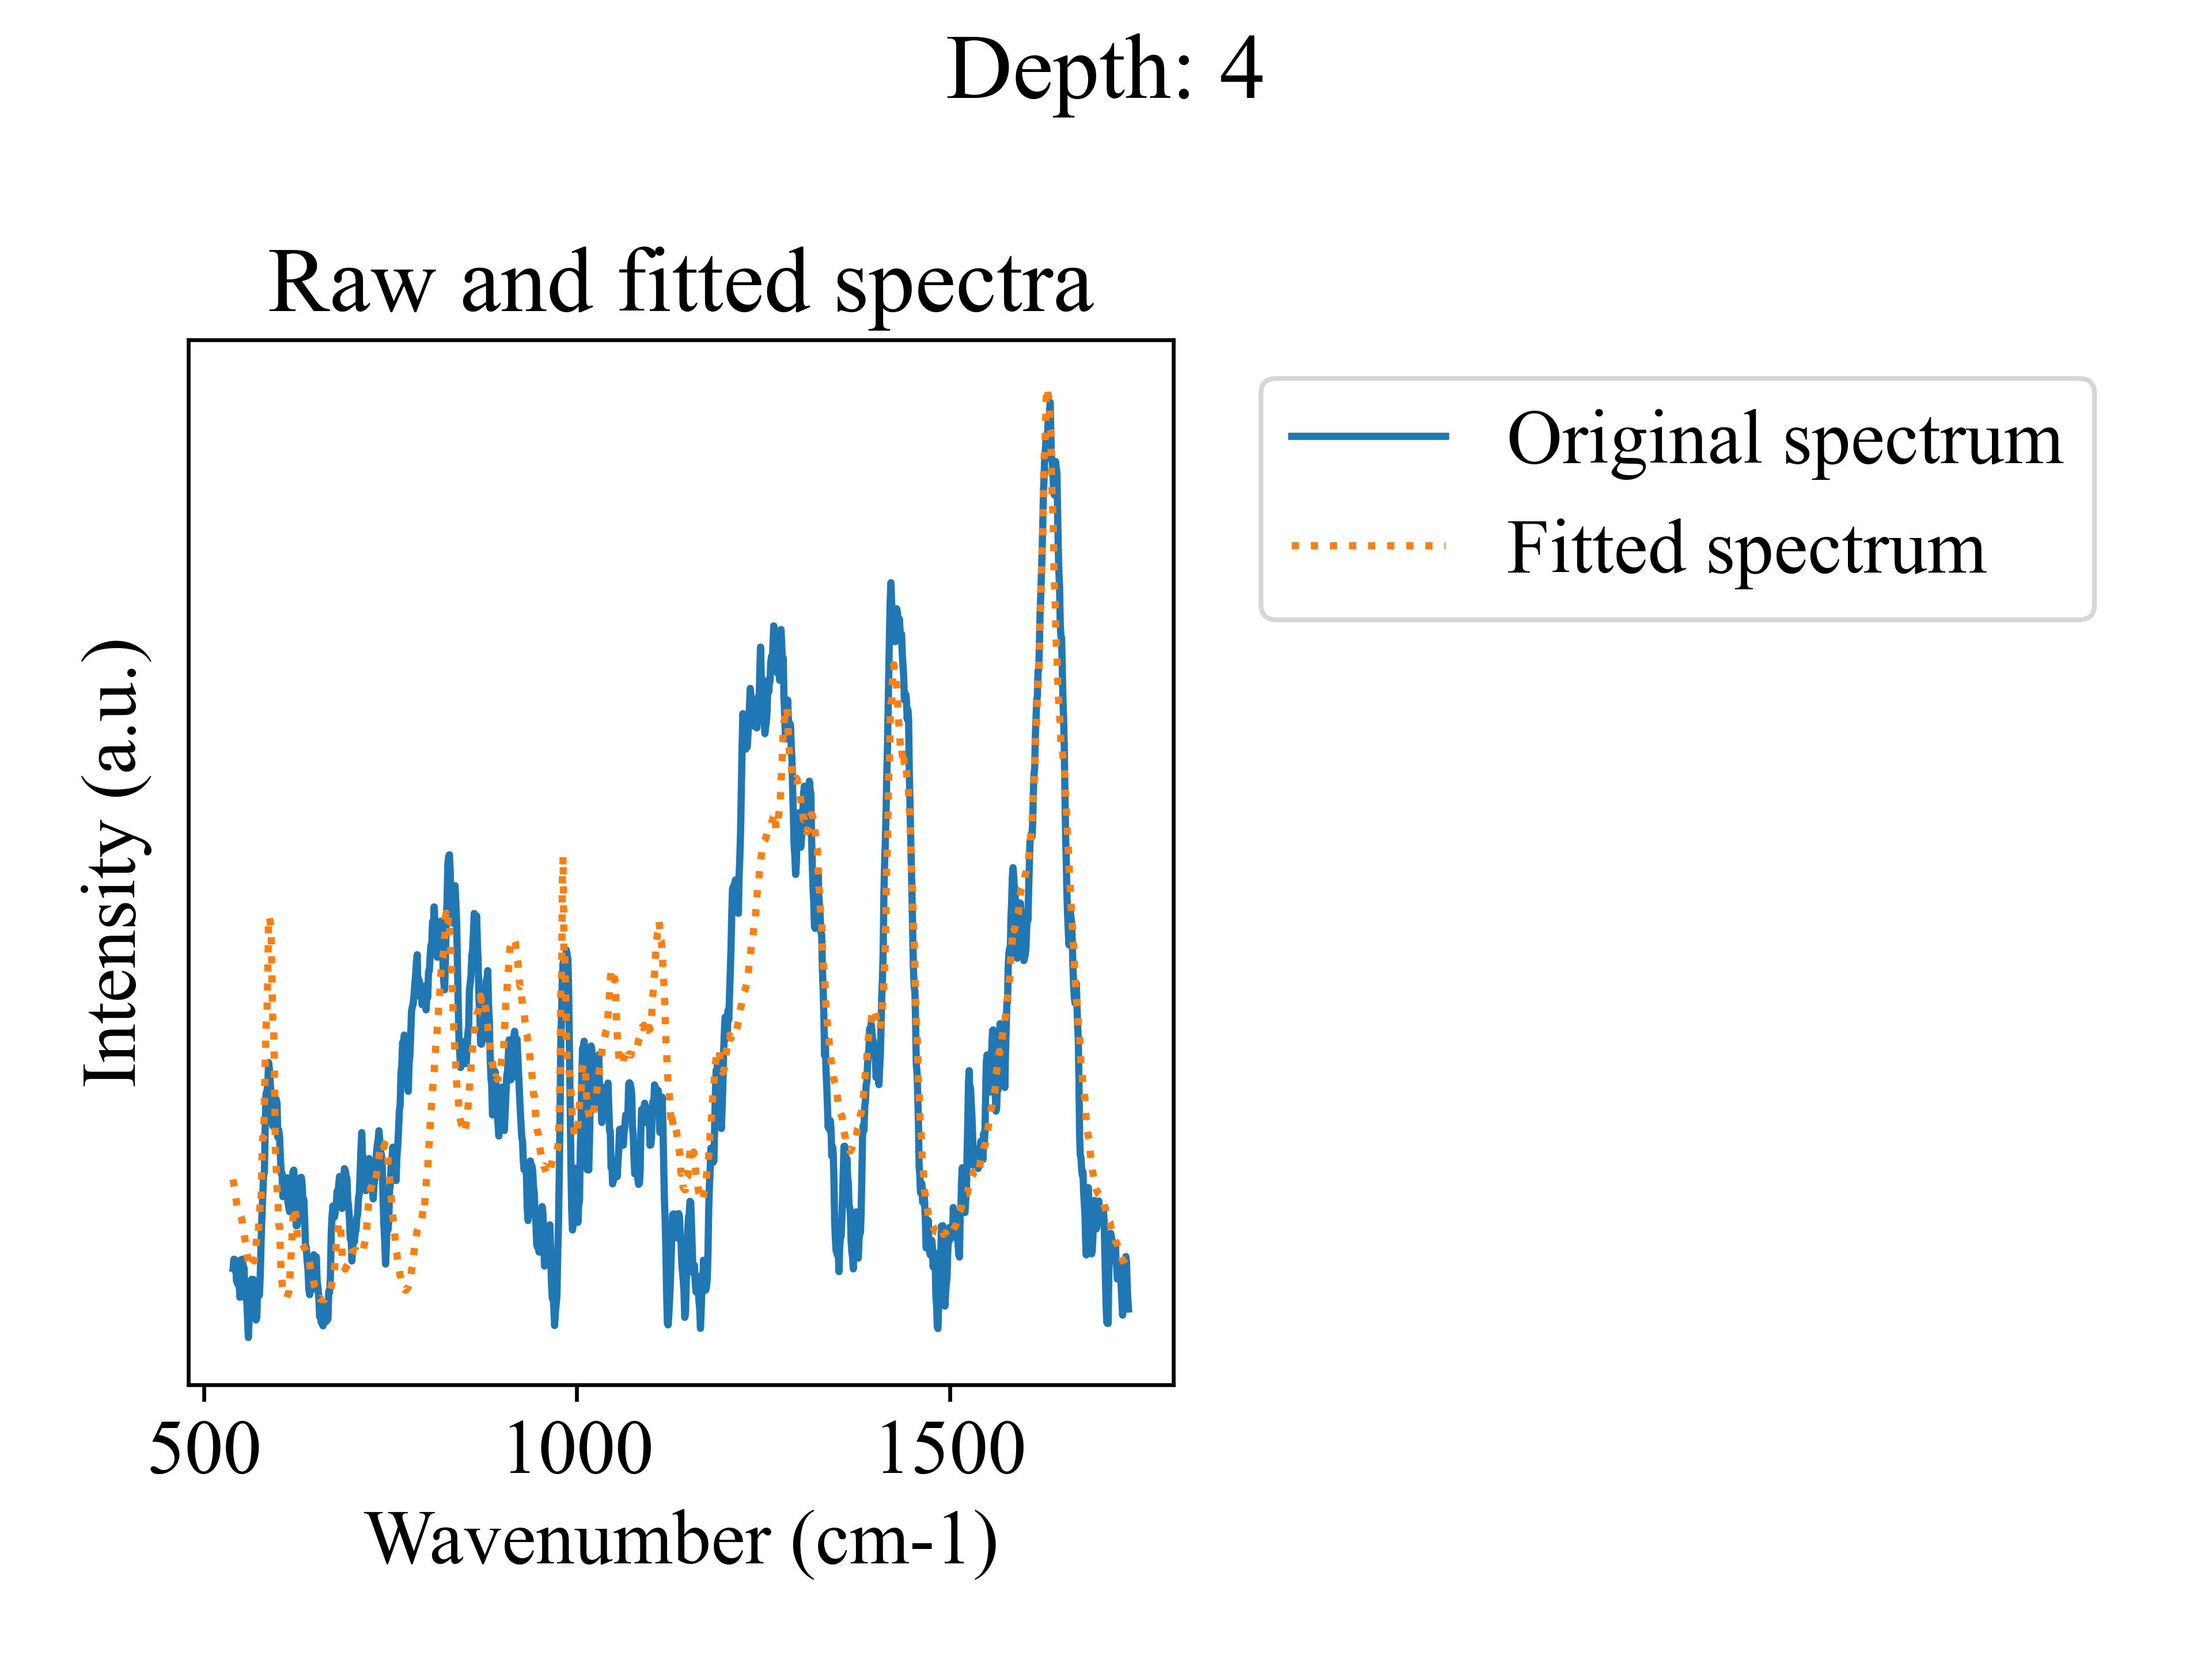 Depth: 4
Raw and fitted spectra
Original spectrum
Fitted spectrum
Intensity (a.u.)
500 1000 1500
Wavenumber (cm-1)